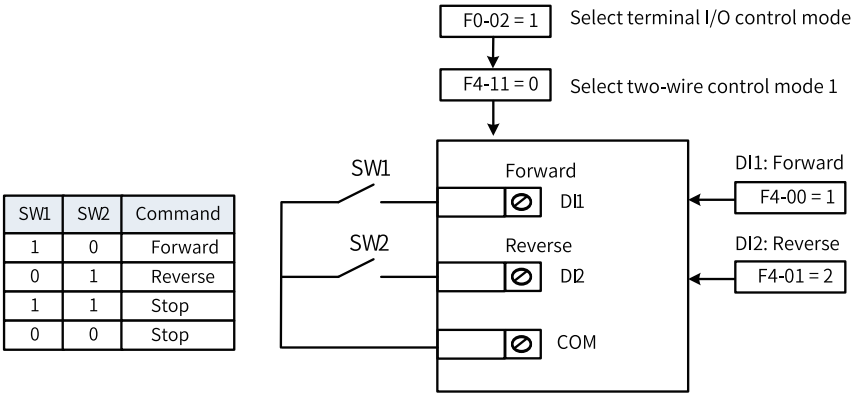 F0-02 = 1 Select terminal I/O control mode
F4-11 = 0 Select two-wire control mode 1
SW1 SW2 Command
1 0 Forward
0 1 Reverse
1 1 Stop
0 0 Stop
SW1
SW2
Forward
DI1
Reverse
DI2
COM
DI1: Forward
F4-00 = 1
DI2: Reverse
F4-01 = 2